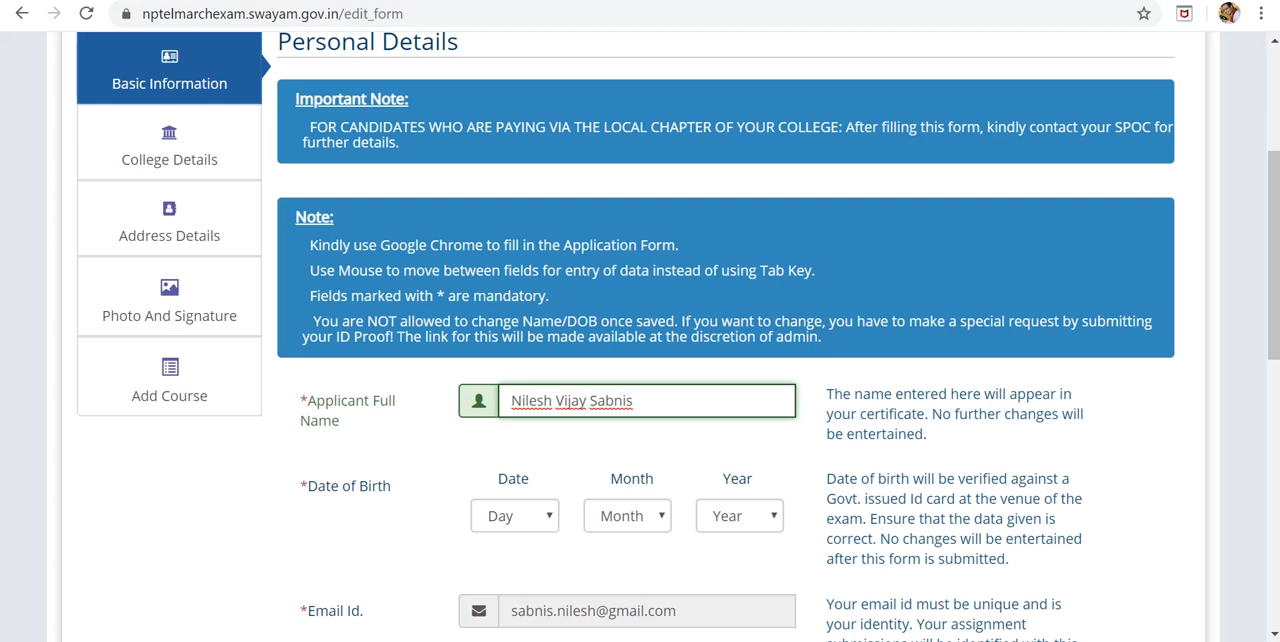 nptelmarchexam.swayam.gov.in/edit_form
Personal Details
Basic Information
College Details
Address Details
Photo And Signature
Add Course
Important Note:
FOR CANDIDATES WHO ARE PAYING VIA THE LOCAL CHAPTER OF YOUR COLLEGE: After filling this form, kindly contact your SPOC for
further details.
Note:
Kindly use Google Chrome to fill in the Application Form.
Use Mouse to move between fields for entry of data instead of using Tab Key.
Fields marked with * are mandatory.
You are NOT allowed to change Name/DOB once saved. If you want to change, you have to make a special request by submitting
your ID Proof! The link for this will be made available at the discretion of admin.
*Applicant Full
Name
Nilesh Vijay Sabnis
The name entered here will appear in
your certificate. No further changes will
be entertained.
*Date of Birth
Date Month Year
Day Month Year
Date of birth will be verified against a
Govt. issued Id card at the venue of the
exam. Ensure that the data given is
correct. No changes will be entertained
after this form is submitted.
*Email Id.
sabnis.nilesh@gmail.com
Your email id must be unique and is
your identity. Your assignment